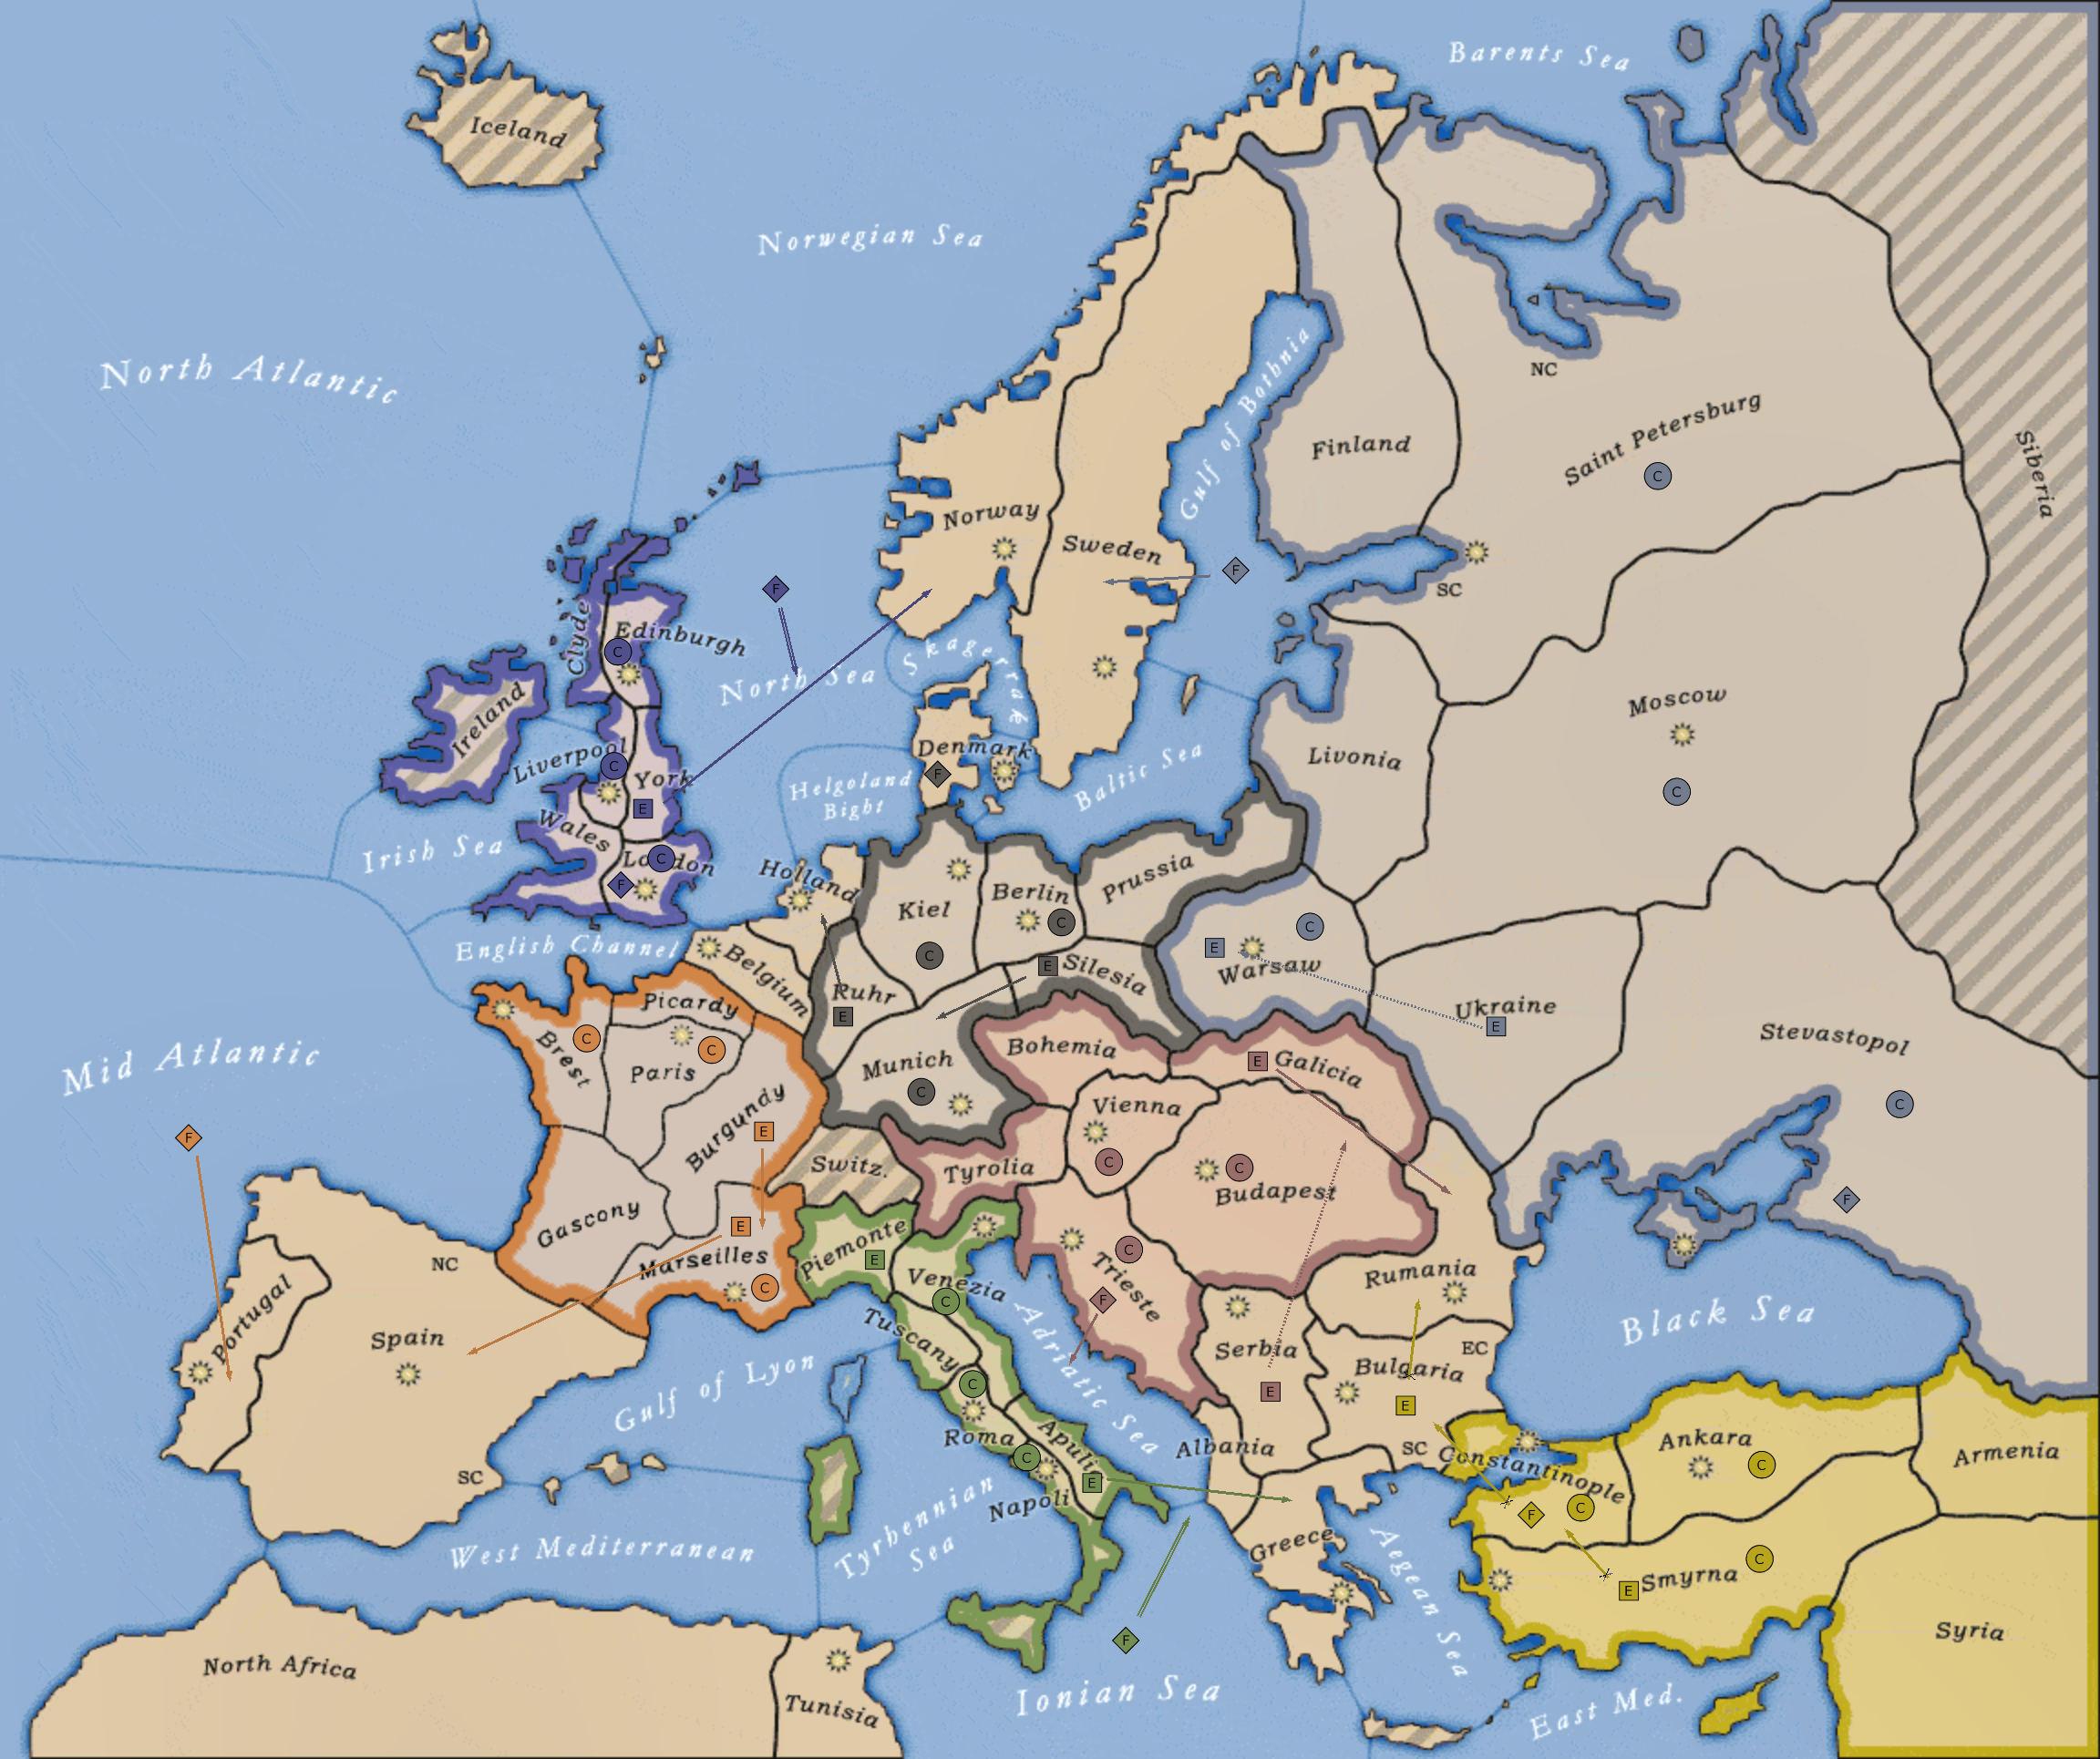 Barents Sea
Iceland
Norwegian Sea
North Atlantic
NC
Gulf of Bothnia
Saint Petersburg
C
Finland
Siberia
Norway
Sweden
F
F
SC
Clyde
Edinburgh
C
North Sea
Skagerrak
Ireland
Moscow
Liverpool
C
York
E
Denmark
F
Baltic Sea
Livonia
C
Helgoland
Bight
Wales
Irish Sea
London
C
F
Holland
Kiel
C
Berlin
C
Prussia
English Channel
Belgium
E
C
Warsaw
E
Silesia
Ruhr
E
Ukraine
E
Picardy
Brest
C
Paris
C
Stevastopol
C
Mid Atlantic
F
Munich
C
Bohemia
E
Galicia
Burgundy
E
Vienna
C
Switz.
Tyrolia
C
Budapest
F
Gascony
E
Marseilles
C
Piemonte
E
Venezia
C
Trieste
C
F
NC
Rumania
Portugal
Spain
Black Sea
Tuscany
Adriatic Sea
Serbia
E
Bulgaria
E
EC
SC
Gulf of Lyon
C
Roma
Apulia
E
Albania
Constantinople
F
C
Ankara
C
Armenia
SC
C
Napoli
West Mediterranean
Tyrhennian
Sea
Greece
Aegean Sea
E
Smyrna
C
F
Syria
North Africa
Tunisia
Ionian Sea
East Med.